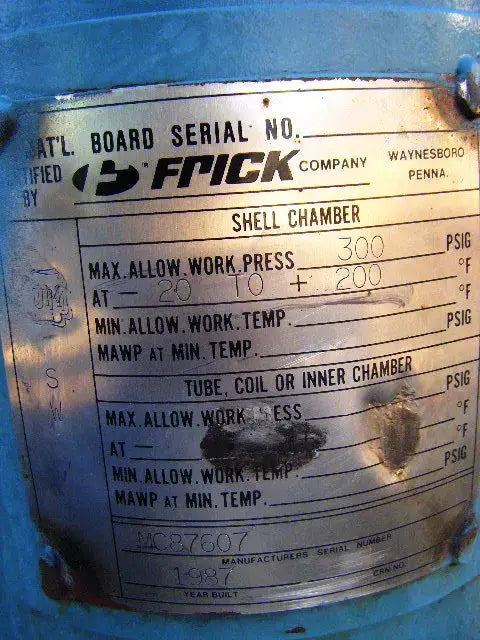 AT'L. BOARD SERIAL NO.
TIFIED BY FRICK COMPANY WAYNESBORO PENNA.
SHELL CHAMBER
MAX. ALLOW. WORK. PRESS 300 PSIG
AT - 20 TO + 200 °F
MIN. ALLOW. WORK. TEMP. °F
MAWP AT MIN. TEMP. PSIG
TUBE, COIL OR INNER CHAMBER
MAX. ALLOW. WORK ESS PSIG
AT - °F
MIN. ALLOW. WORK. TEMP. °F
MAWP AT MIN. TEMP. PSIG
UM
S
W
MC87607
MANUFACTURERS SERIAL NUMBER
1987
YEAR BUILT CRN NO.